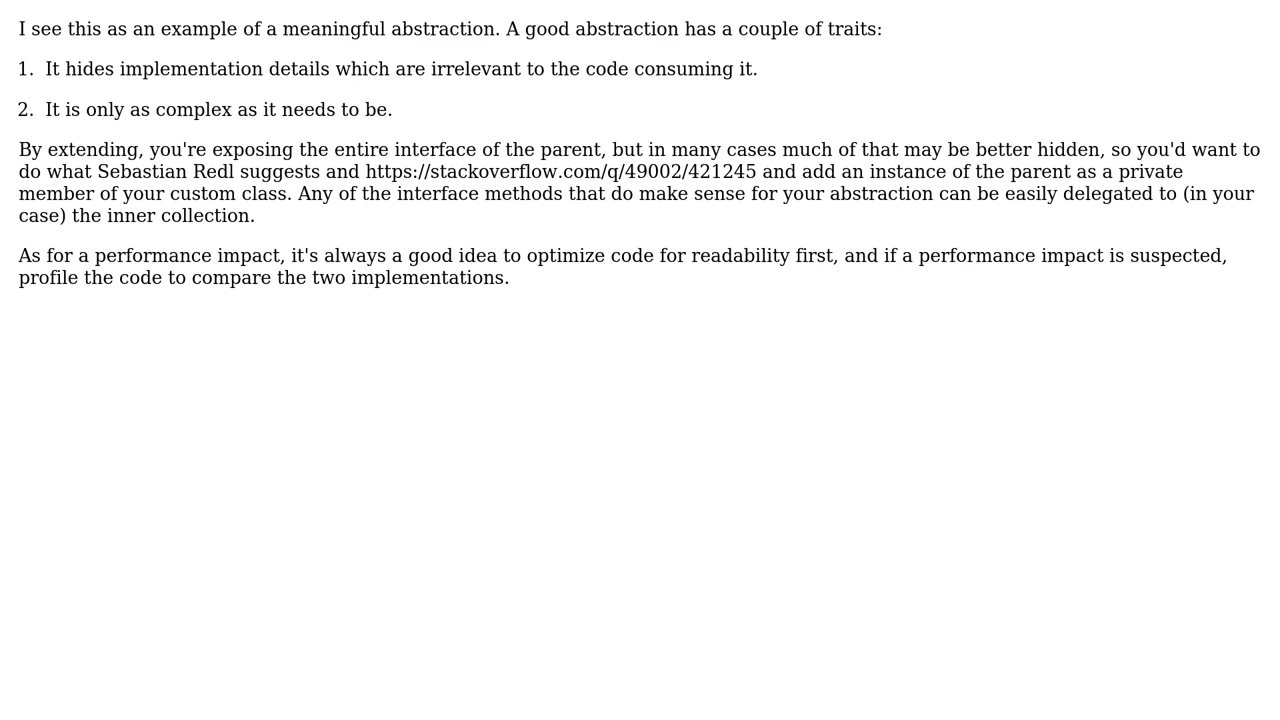 I see this as an example of a meaningful abstraction. A good abstraction has a couple of traits:
1. It hides implementation details which are irrelevant to the code consuming it.
2. It is only as complex as it needs to be.
By extending, you're exposing the entire interface of the parent, but in many cases much of that may be better hidden, so you'd want to
do what Sebastian Redl suggests and https://stackoverflow.com/q/49002/421245 and add an instance of the parent as a private
member of your custom class. Any of the interface methods that do make sense for your abstraction can be easily delegated to (in your
case) the inner collection.
As for a performance impact, it's always a good idea to optimize code for readability first, and if a performance impact is suspected,
profile the code to compare the two implementations.